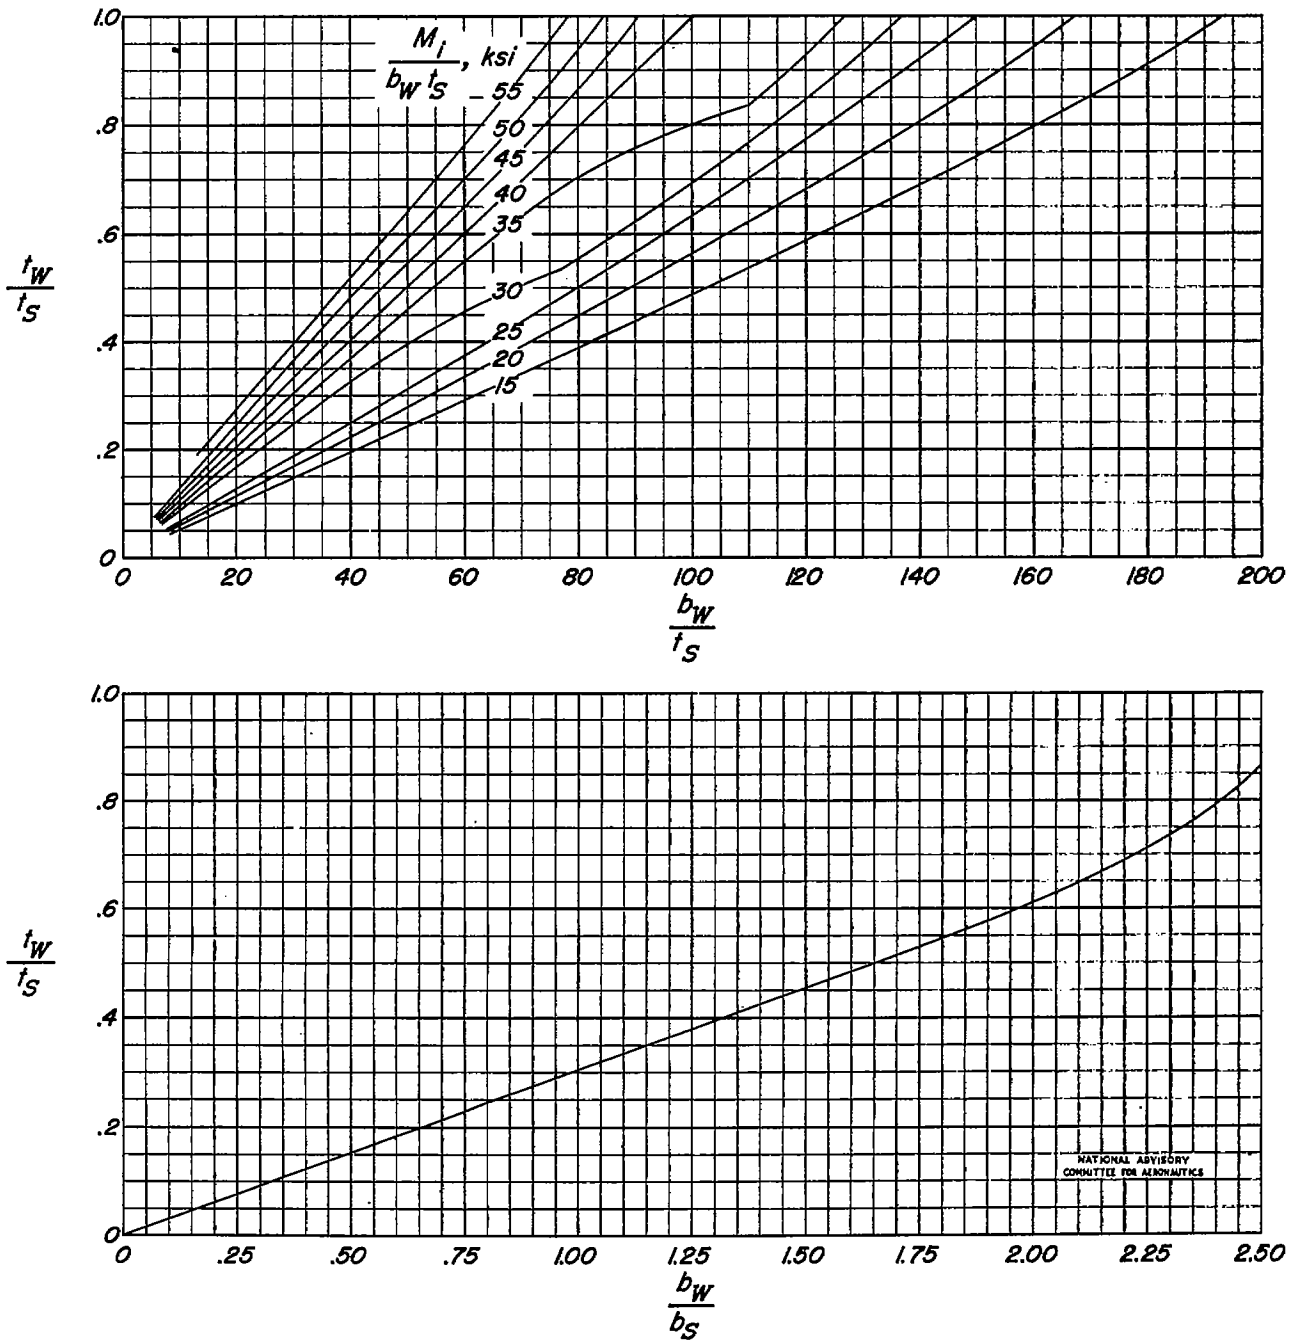 1.0
.8
.6
.4
.2
0
t_W
t_S
M_i
b_W t_S , ksi
55
50
45
40
35
30
25
20
15
0 20 40 60 80 100 120 140 160 180 200
b_W
t_S
1.0
.8
.6
.4
.2
0
t_W
t_S
NATIONAL ADVISORY
COMMITTEE FOR AERONAUTICS
0 .25 .50 .75 1.00 1.25 1.50 1.75 2.00 2.25 2.50
b_W
b_S